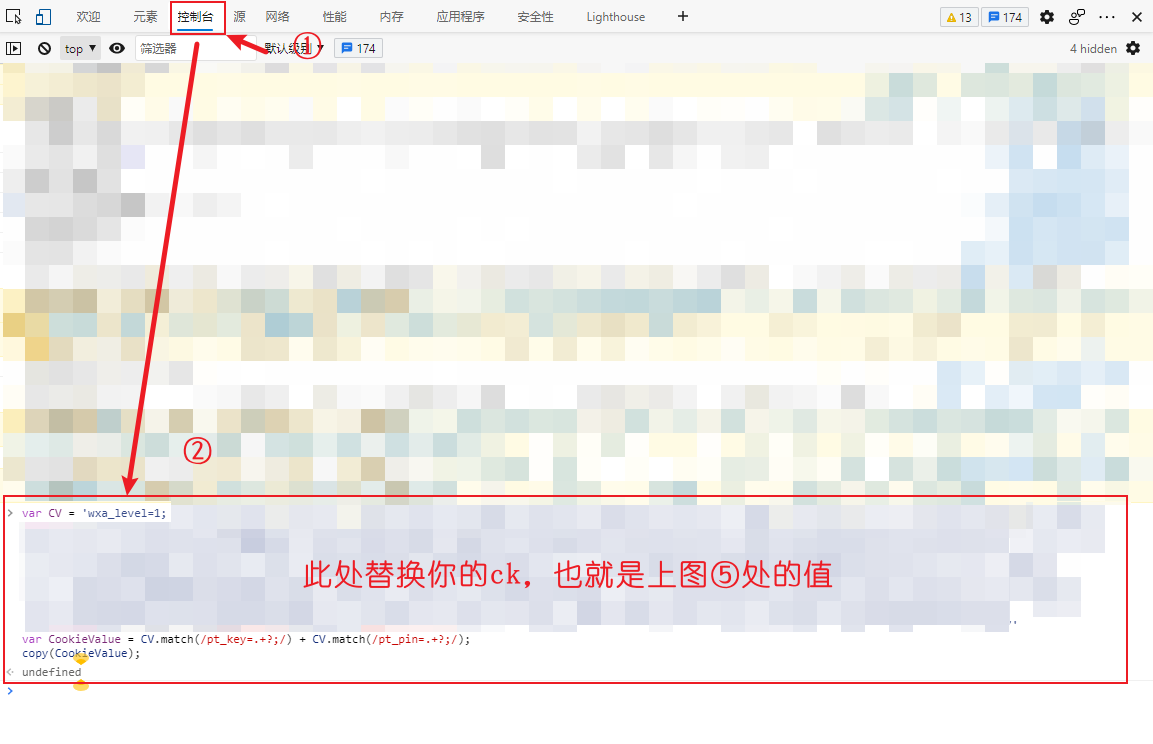 欢迎 元素 控制台 源 网络 性能 内存 应用程序 安全性 Lighthouse + 13 174
top ▼ 筛选器 默认级别 ▼ ① 174 4 hidden
②
> var CV = 'wxa_level=1;
此处替换你的ck，也就是上图⑤处的值
var CookieValue = CV.match(/pt_key=.+?;/) + CV.match(/pt_pin=.+?;/);
copy(CookieValue);
undefined
>